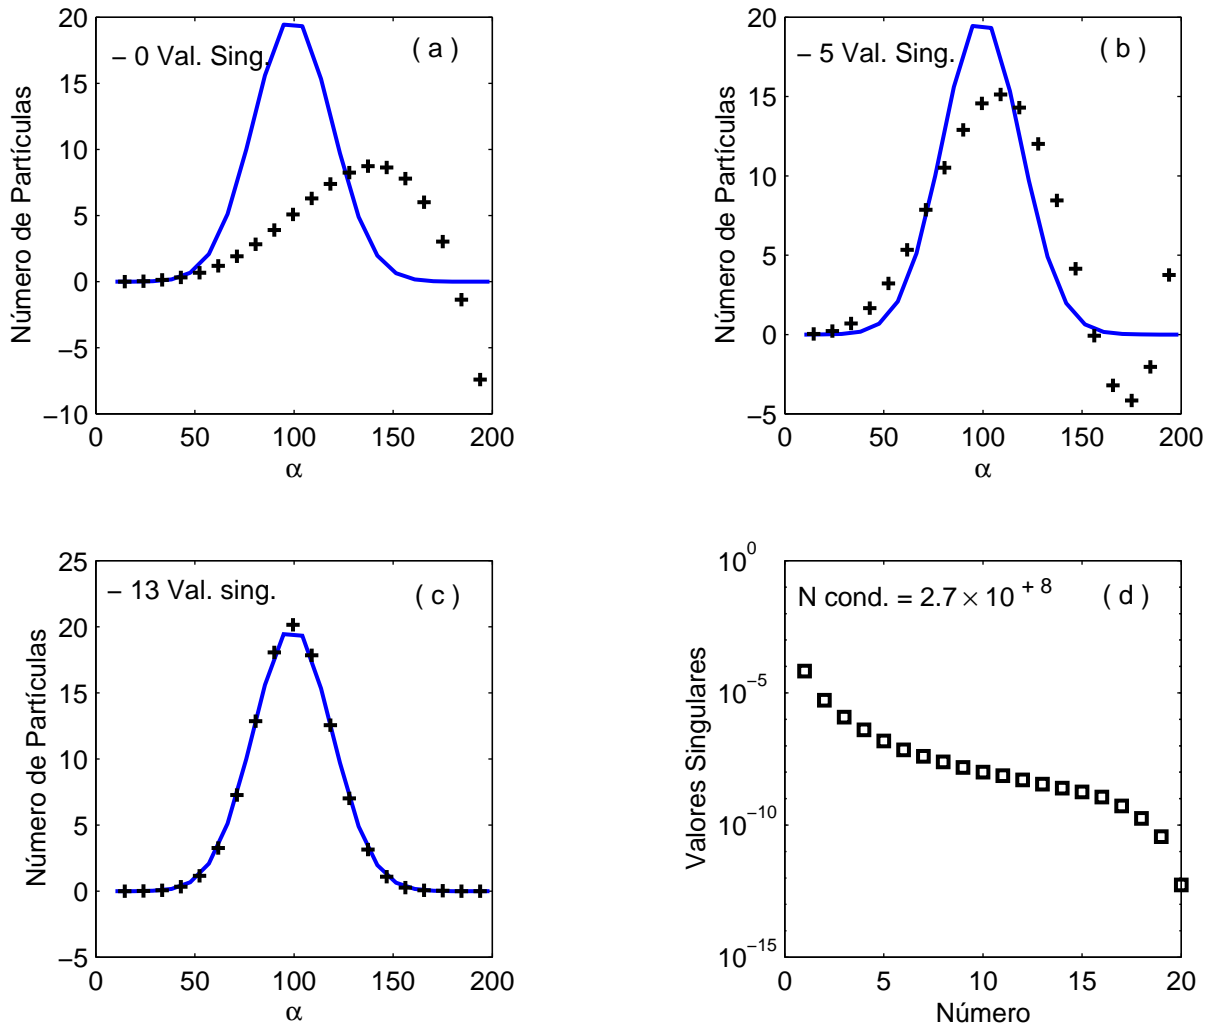 – 0 Val. Sing.
( a )
Número de Partículas
20
15
10
5
0
−5
−10
0 50 100 150 200
α
– 5 Val. Sing.
( b )
Número de Partículas
20
15
10
5
0
−5
0 50 100 150 200
α
– 13 Val. sing.
( c )
Número de Partículas
25
20
15
10
5
0
−5
0 50 100 150 200
α
N cond. = 2.7 × 10 + 8
( d )
Valores Singulares
10^0
10^−5
10^−10
10^−15
0 5 10 15 20
Número